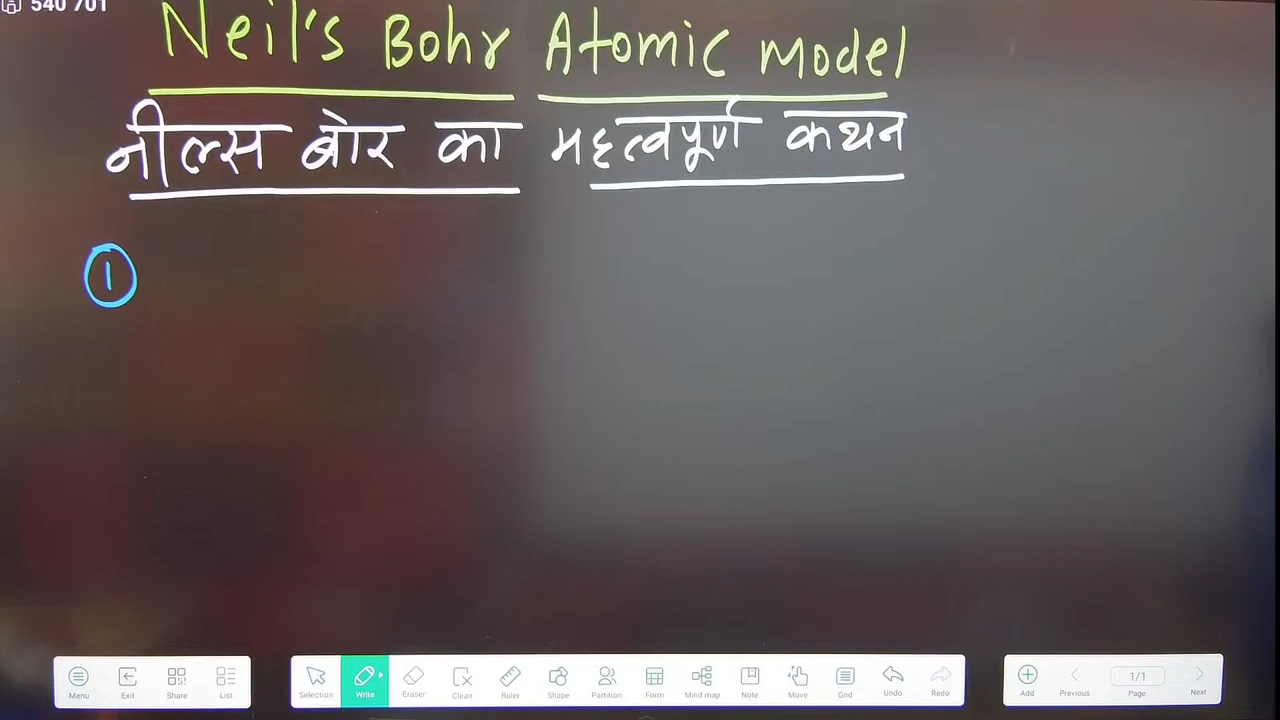 540 701
Neil's Bohr Atomic Model
नील्स बोर का महत्वपूर्ण कथन
1
Menu Exit Share List Selection Write Eraser Clean Ruler Shape Partition Form Mind map Note Move Grid Undo Redo Add Previous 1/1 Page Next